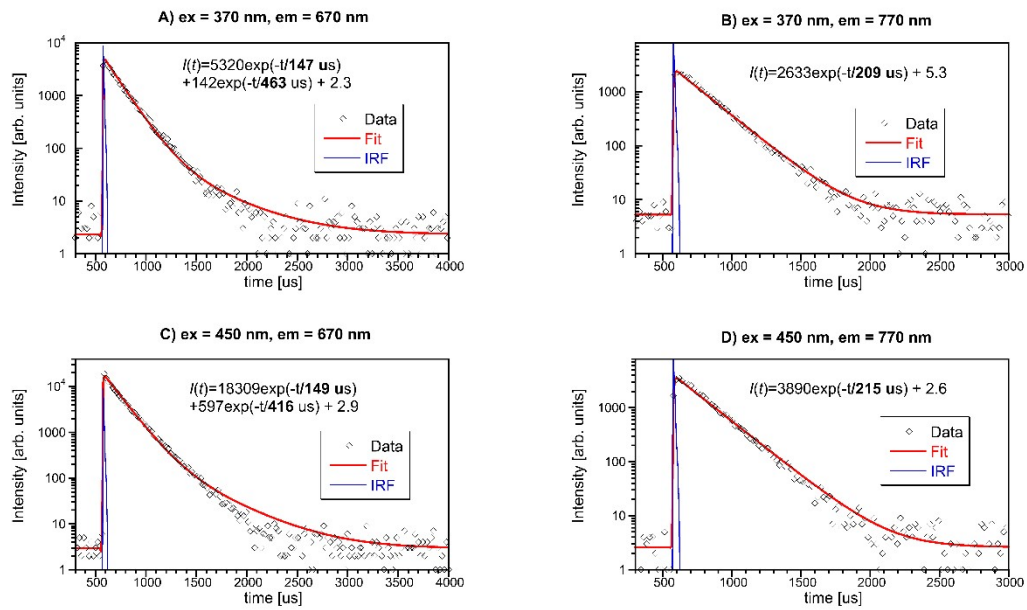 A) ex = 370 nm, em = 670 nm
Intensity [arb. units]
10⁴
1000
100
10
1
I(t)=5320exp(-t/147 us)
+142exp(-t/463 us) + 2.3
Data
Fit
IRF
500 1000 1500 2000 2500 3000 3500 4000
time [us]
B) ex = 370 nm, em = 770 nm
Intensity [arb. units]
1000
100
10
1
I(t)=2633exp(-t/209 us) + 5.3
Data
Fit
IRF
500 1000 1500 2000 2500 3000
time [us]
C) ex = 450 nm, em = 670 nm
Intensity [arb. units]
10⁴
1000
100
10
1
I(t)=18309exp(-t/149 us)
+597exp(-t/416 us) + 2.9
Data
Fit
IRF
500 1000 1500 2000 2500 3000 3500 4000
time [us]
D) ex = 450 nm, em = 770 nm
Intensity [arb. units]
1000
100
10
1
I(t)=3890exp(-t/215 us) + 2.6
Data
Fit
IRF
500 1000 1500 2000 2500 3000
time [us]